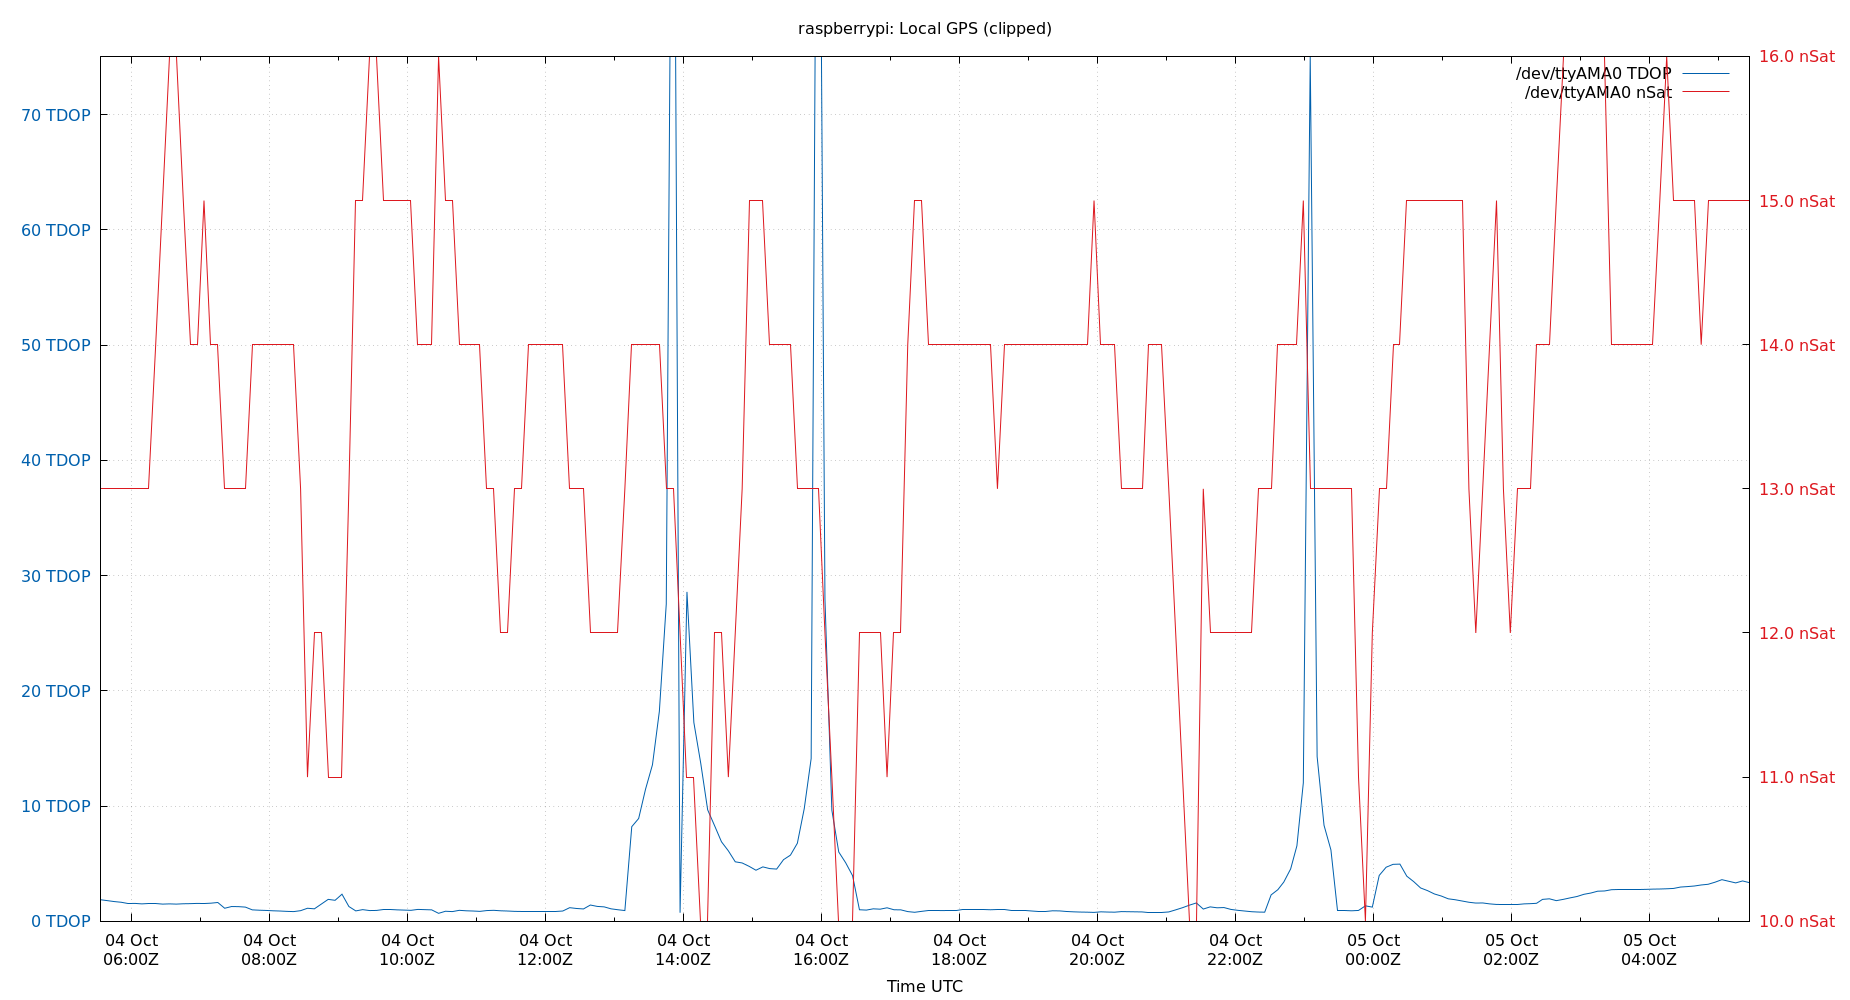 raspberrypi: Local GPS (clipped)
16.0 nSat
/dev/ttyAMA0 TDOP
/dev/ttyAMA0 nSat
70 TDOP
15.0 nSat
60 TDOP
50 TDOP
14.0 nSat
40 TDOP
13.0 nSat
30 TDOP
12.0 nSat
20 TDOP
11.0 nSat
10 TDOP
0 TDOP
10.0 nSat
04 Oct 04 Oct 04 Oct 04 Oct 04 Oct 04 Oct 04 Oct 04 Oct 04 Oct 05 Oct 05 Oct 05 Oct
06:00Z 08:00Z 10:00Z 12:00Z 14:00Z 16:00Z 18:00Z 20:00Z 22:00Z 00:00Z 02:00Z 04:00Z
Time UTC